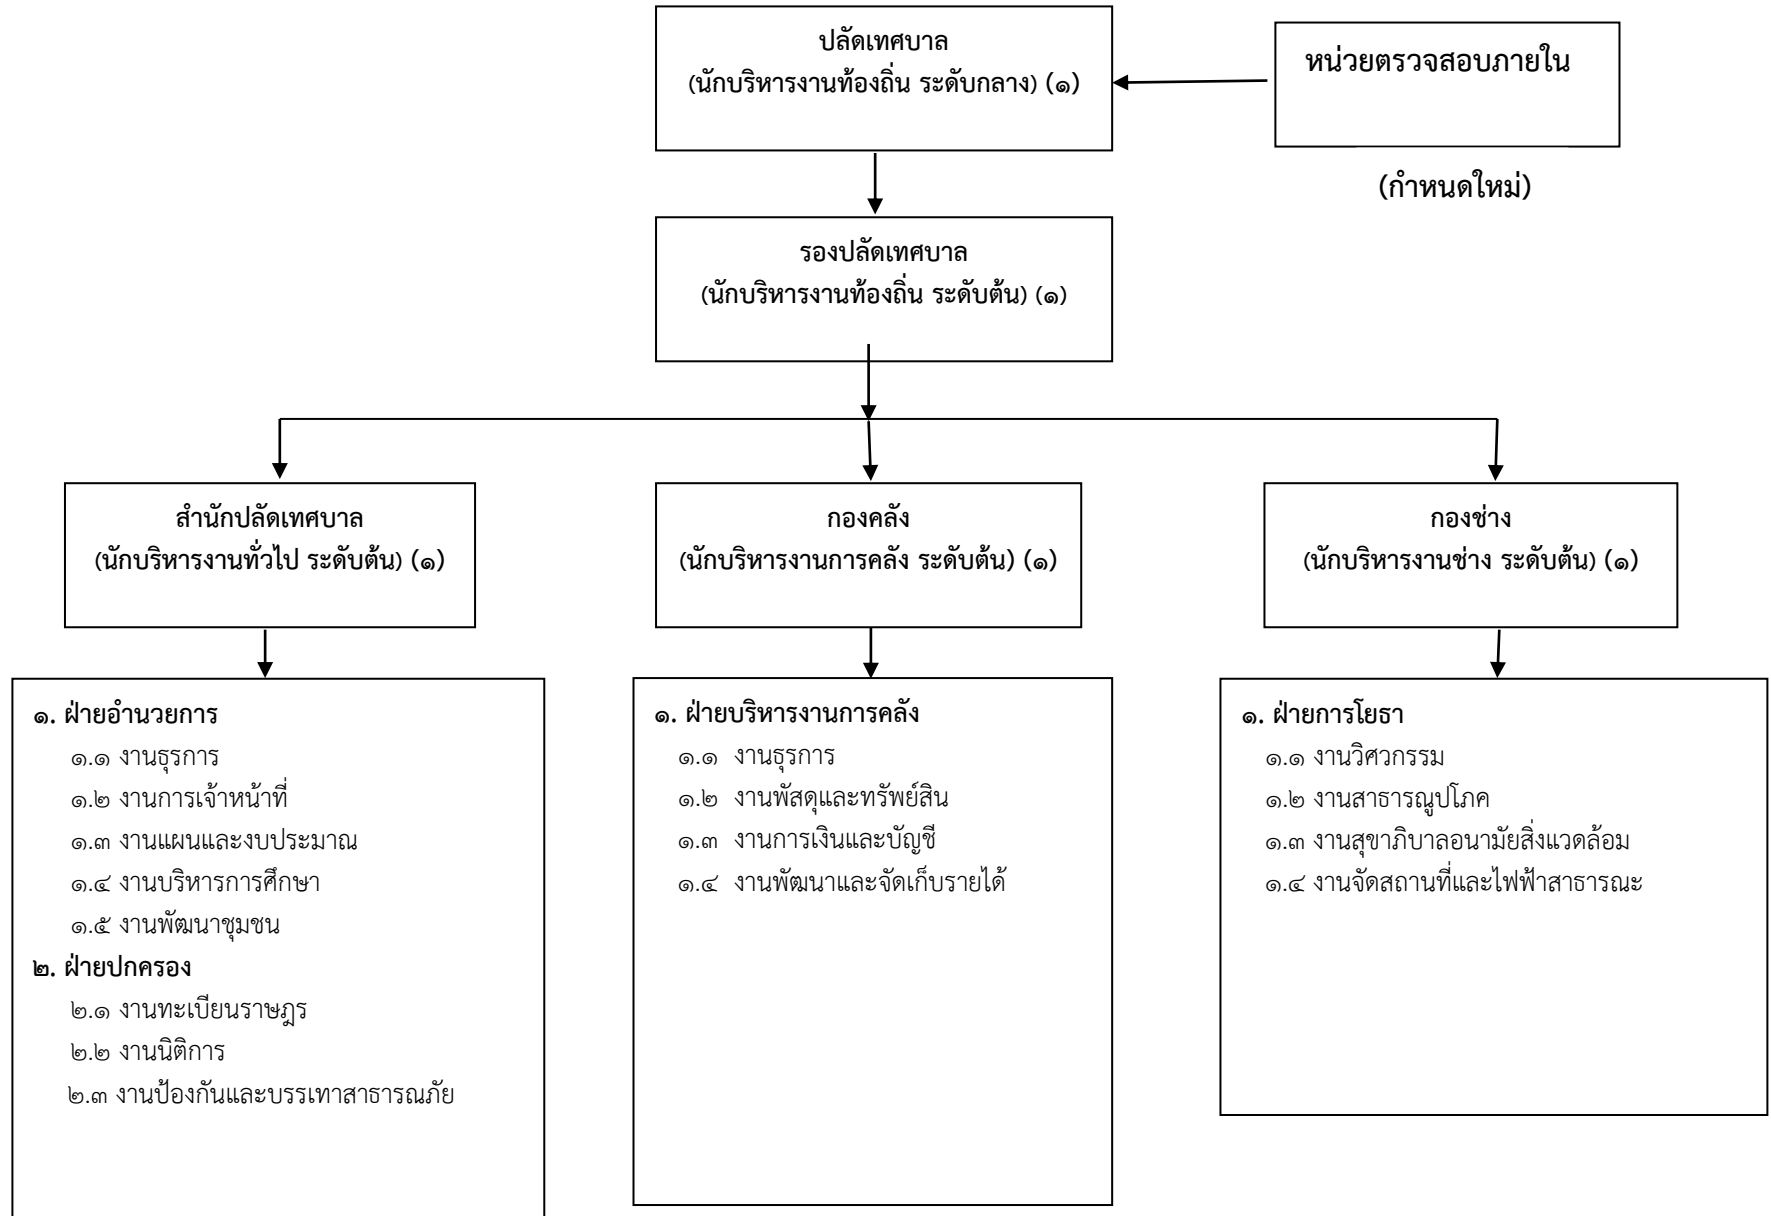 ปลัดเทศบาล
(นักบริหารงานท้องถิ่น ระดับกลาง) (๑)
หน่วยตรวจสอบภายใน
(กำหนดใหม่)
รองปลัดเทศบาล
(นักบริหารงานท้องถิ่น ระดับต้น) (๑)
สำนักปลัดเทศบาล
(นักบริหารงานทั่วไป ระดับต้น) (๑)
กองคลัง
(นักบริหารงานการคลัง ระดับต้น) (๑)
กองช่าง
(นักบริหารงานช่าง ระดับต้น) (๑)
๑. ฝ่ายอำนวยการ
๑.๑ งานธุรการ
๑.๒ งานการเจ้าหน้าที่
๑.๓ งานแผนและงบประมาณ
๑.๔ งานบริหารการศึกษา
๑.๕ งานพัฒนาชุมชน
๒. ฝ่ายปกครอง
๒.๑ งานทะเบียนราษฎร
๒.๒ งานนิติการ
๒.๓ งานป้องกันและบรรเทาสาธารณภัย
๑. ฝ่ายบริหารงานการคลัง
๑.๑ งานธุรการ
๑.๒ งานพัสดุและทรัพย์สิน
๑.๓ งานการเงินและบัญชี
๑.๔ งานพัฒนาและจัดเก็บรายได้
๑. ฝ่ายการโยธา
๑.๑ งานวิศวกรรม
๑.๒ งานสาธารณูปโภค
๑.๓ งานสุขาภิบาลอนามัยสิ่งแวดล้อม
๑.๔ งานจัดสถานที่และไฟฟ้าสาธารณะ